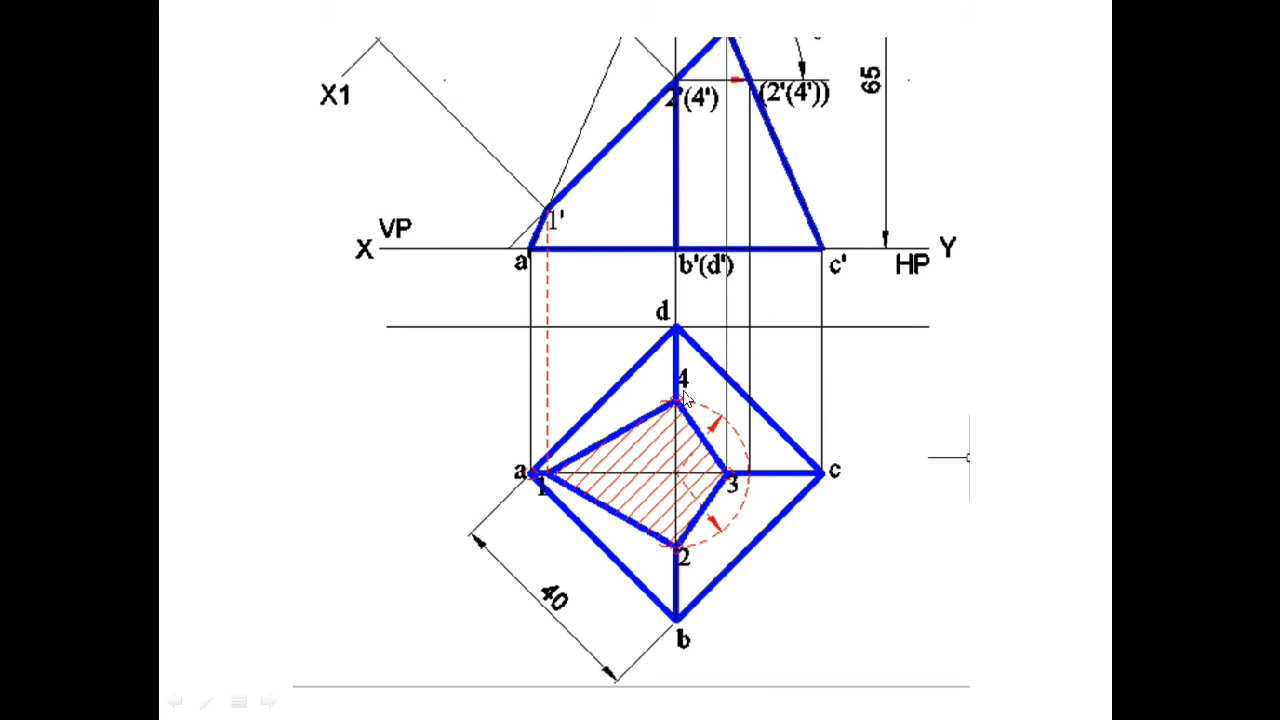 X1
65
2'(4')
(2'(4'))
1'
VP
X
Y
a'
b'(d')
c'
HP
d
4
a
1
3
c
2
40
b